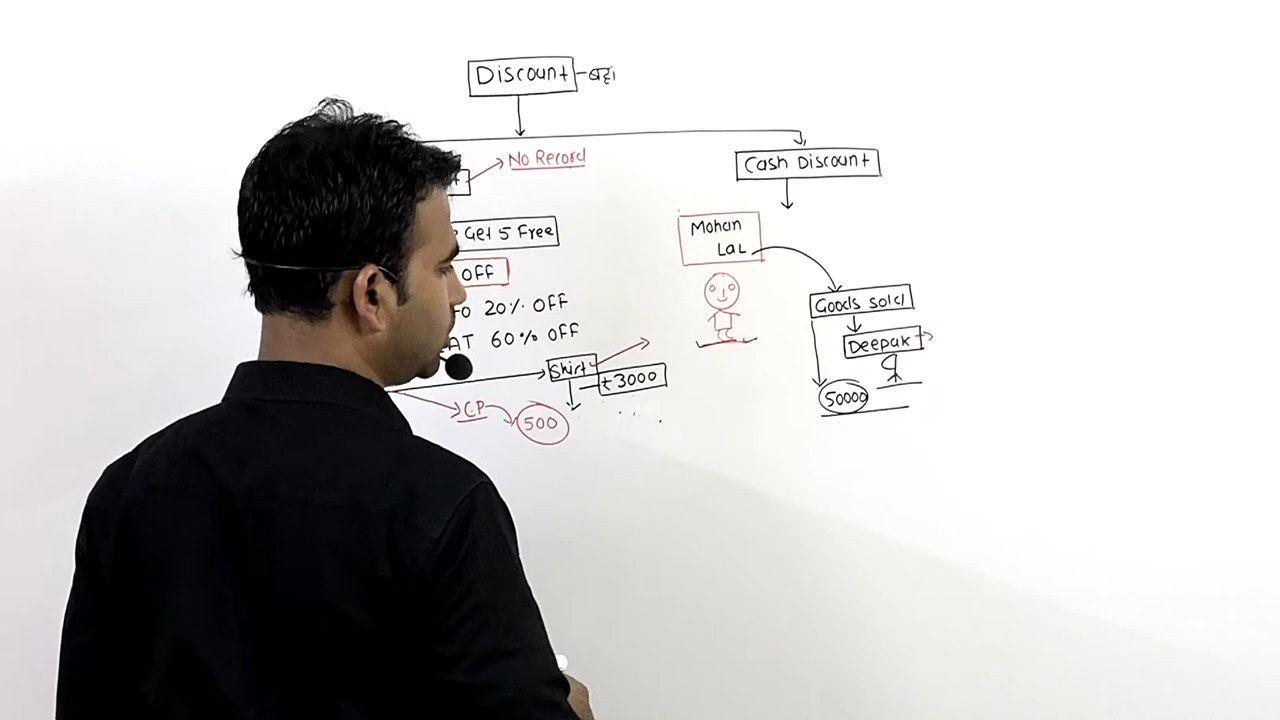 Discount - बट्टा
No Record
Cash Discount
Get 5 Free
OFF
20% OFF
AT 60% OFF
Shirt
₹3000
C.P
500
Mohan
Lal
Goods sold
Deepak
50000